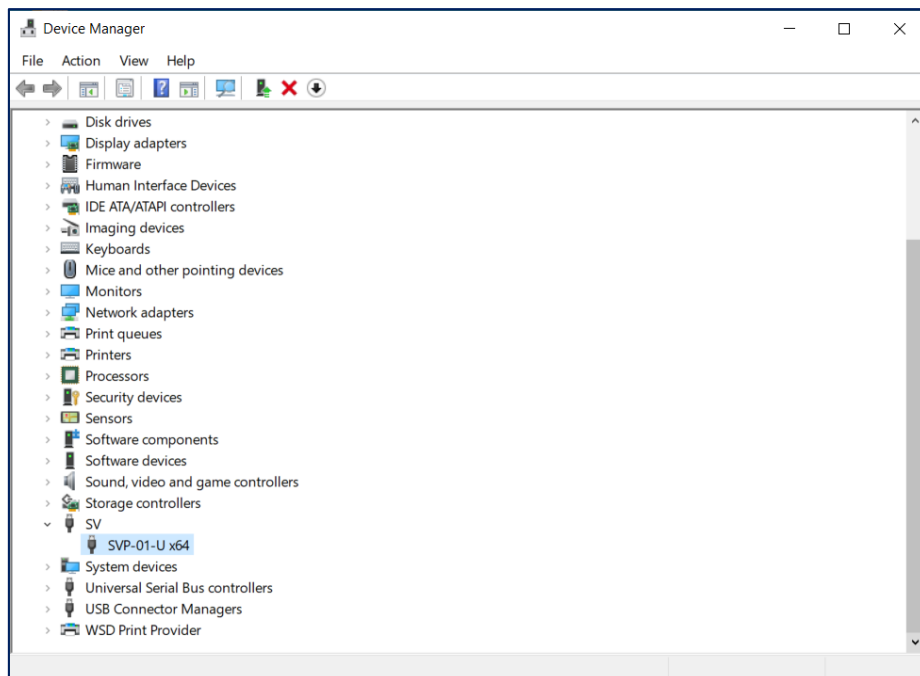 Device Manager
File Action View Help
Disk drives
Display adapters
Firmware
Human Interface Devices
IDE ATA/ATAPI controllers
Imaging devices
Keyboards
Mice and other pointing devices
Monitors
Network adapters
Print queues
Printers
Processors
Security devices
Sensors
Software components
Software devices
Sound, video and game controllers
Storage controllers
SV
SVP-01-U x64
System devices
Universal Serial Bus controllers
USB Connector Managers
WSD Print Provider